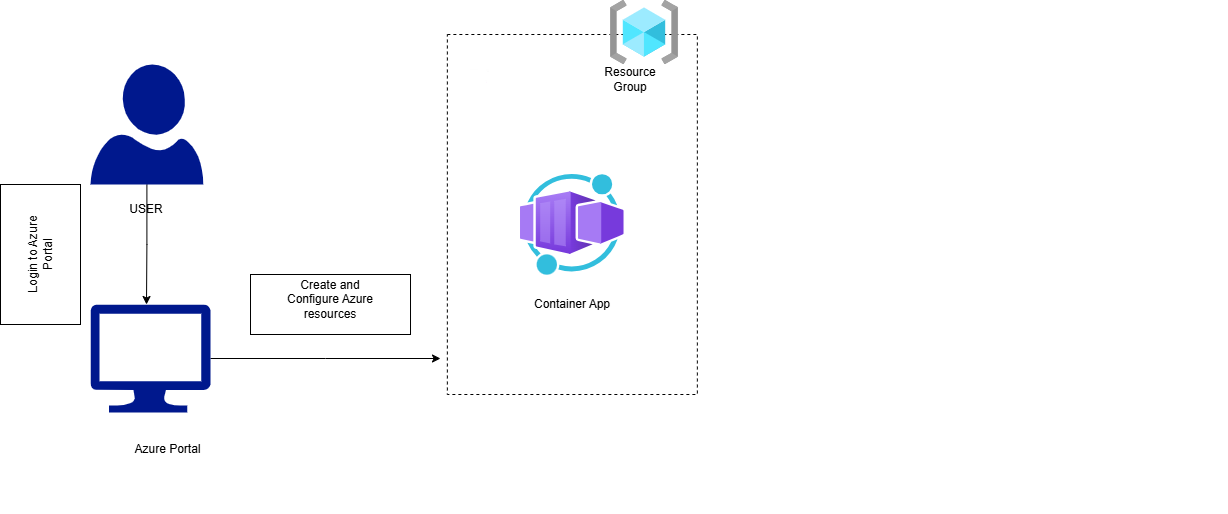 Resource
Group
USER
Login to Azure
Portal
Create and
Configure Azure
resources
Container App
Azure Portal